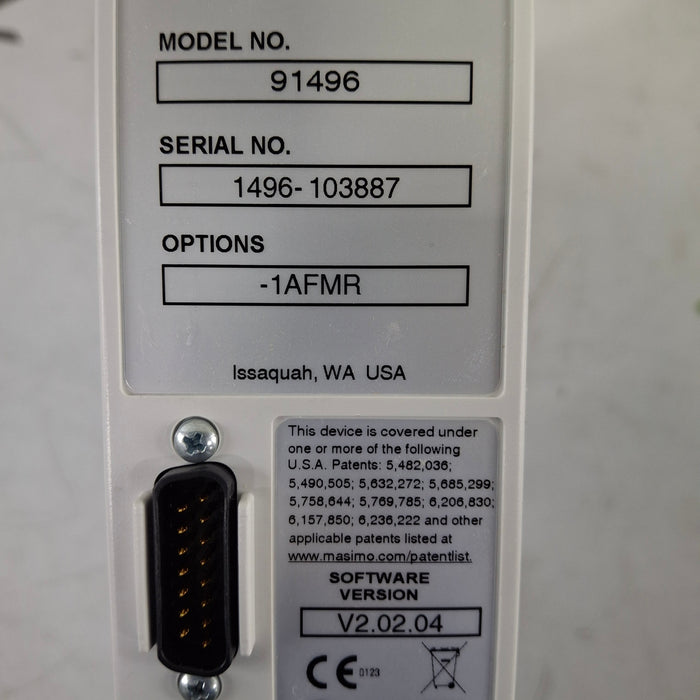 MODEL NO.
91496
SERIAL NO.
1496-103887
OPTIONS
-1AFMR
Issaquah, WA USA
This device is covered under
one or more of the following
U.S.A. Patents: 5,482,036;
5,490,505; 5,632,272; 5,685,299;
5,758,644; 5,769,785; 6,206,830;
6,157,850; 6,236,222 and other
applicable patents listed at
www.masimo.com/patentlist.
SOFTWARE
VERSION
V2.02.04
CE 0123